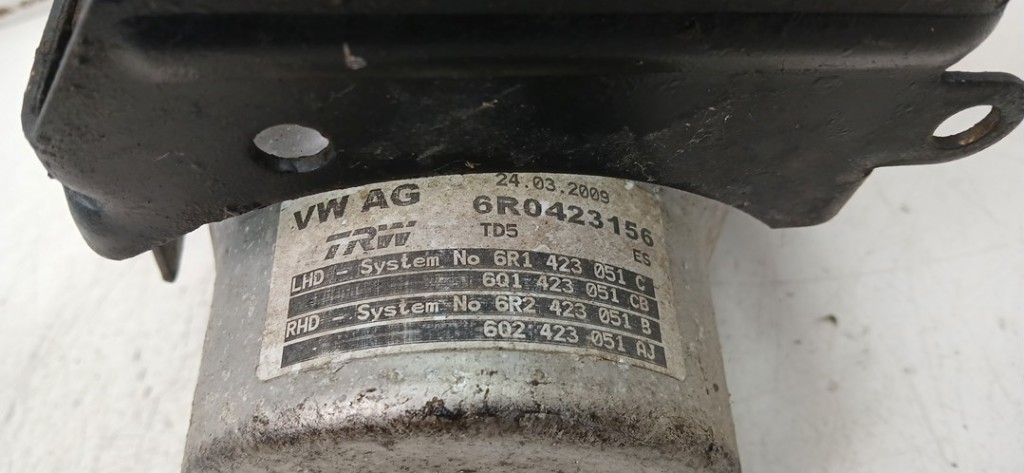 24.03.2009
VW AG 6R0423156
TRW TD5 ES
LHD - System No 6R1 423 051 C
6Q1 423 051 CB
RHD - System No 6R2 423 051 B
6Q2 423 051 AJ